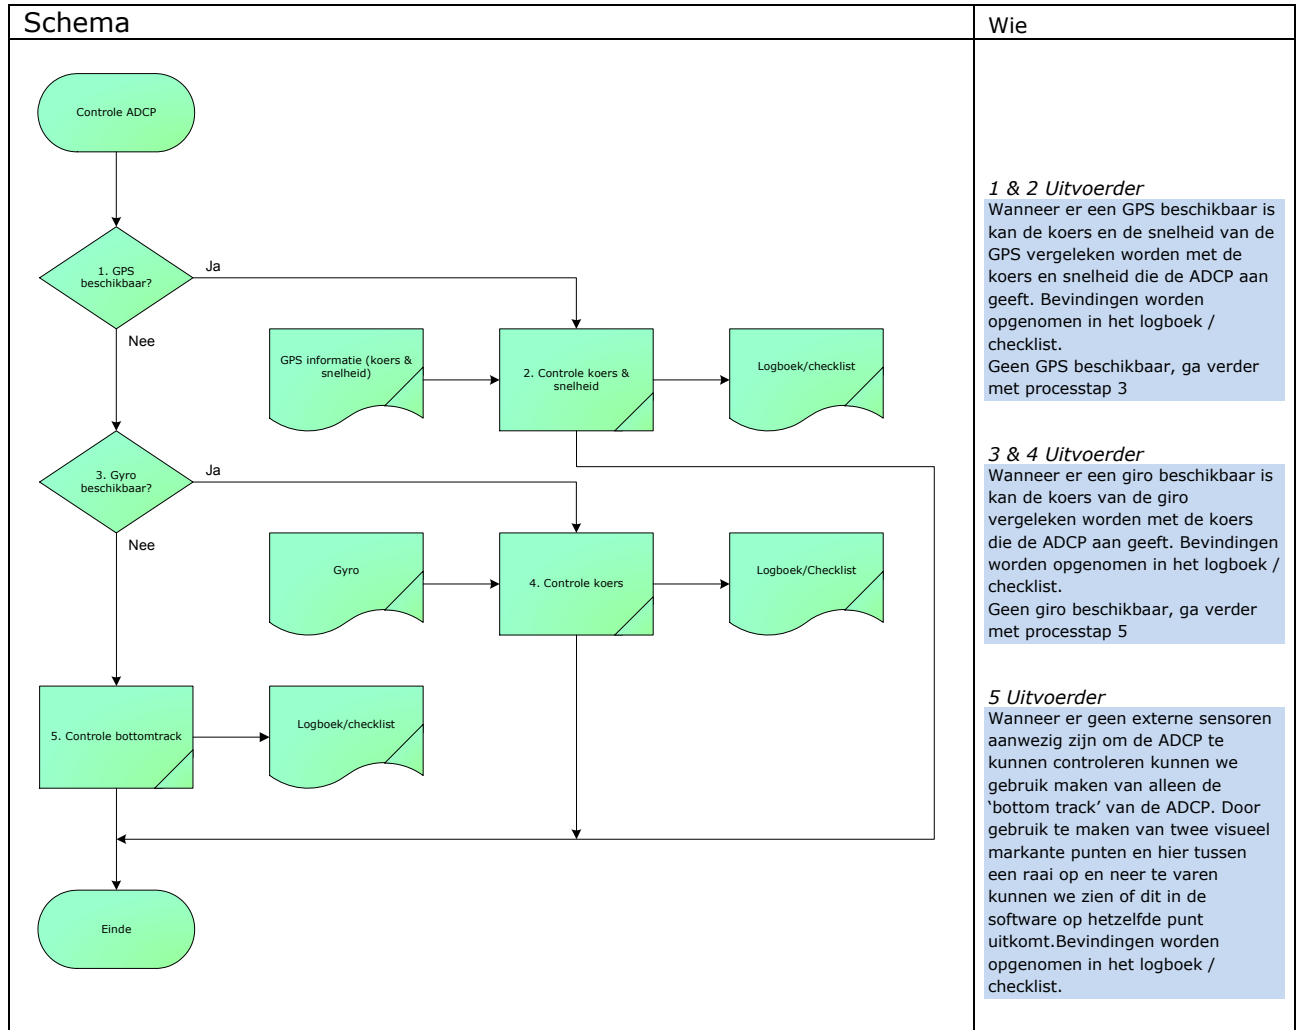 Schema
Wie
Controle ADCP
1. GPS
beschikbaar?
Ja
Nee
GPS informatie (koers &
snelheid)
2. Controle koers &
snelheid
Logboek/checklist
3. Gyro
beschikbaar?
Ja
Nee
Gyro
4. Controle koers
Logboek/Checklist
5. Controle bottomtrack
Logboek/checklist
Einde
1 & 2 Uitvoerder
Wanneer er een GPS beschikbaar is
kan de koers en de snelheid van de
GPS vergeleken worden met de
koers en snelheid die de ADCP aan
geeft. Bevindingen worden
opgenomen in het logboek /
checklist.
Geen GPS beschikbaar, ga verder
met processtap 3
3 & 4 Uitvoerder
Wanneer er een giro beschikbaar is
kan de koers van de giro
vergeleken worden met de koers
die de ADCP aan geeft. Bevindingen
worden opgenomen in het logboek /
checklist.
Geen giro beschikbaar, ga verder
met processtap 5
5 Uitvoerder
Wanneer er geen externe sensoren
aanwezig zijn om de ADCP te
kunnen controleren kunnen we
gebruik maken van alleen de
‘bottom track’ van de ADCP. Door
gebruik te maken van twee visueel
markante punten en hier tussen
een raai op en neer te varen
kunnen we zien of dit in de
software op hetzelfde punt
uitkomt.Bevindingen worden
opgenomen in het logboek /
checklist.